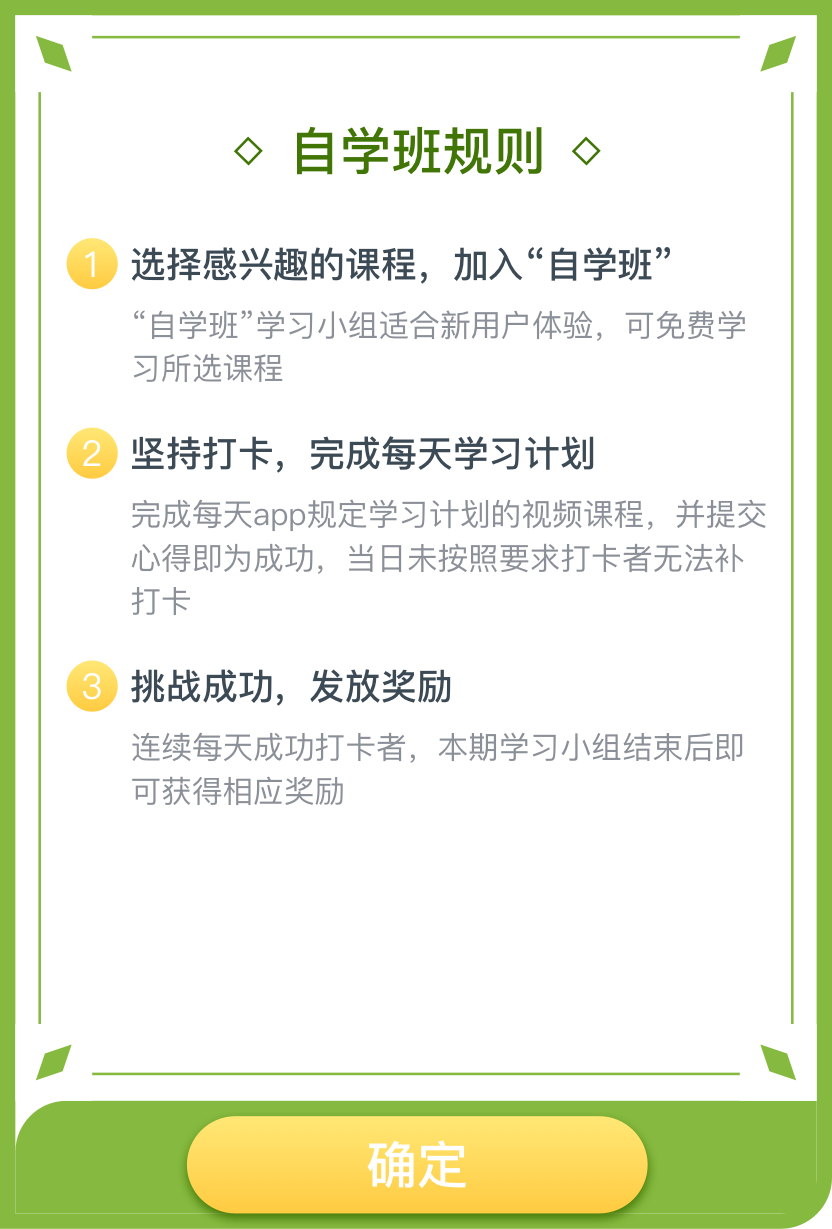 自学班规则
1 选择感兴趣的课程，加入“自学班”
“自学班”学习小组适合新用户体验，可免费学
习所选课程
2 坚持打卡，完成每天学习计划
完成每天app规定学习计划的视频课程，并提交
心得即为成功，当日未按照要求打卡者无法补
打卡
3 挑战成功，发放奖励
连续每天成功打卡者，本期学习小组结束后即
可获得相应奖励
确定